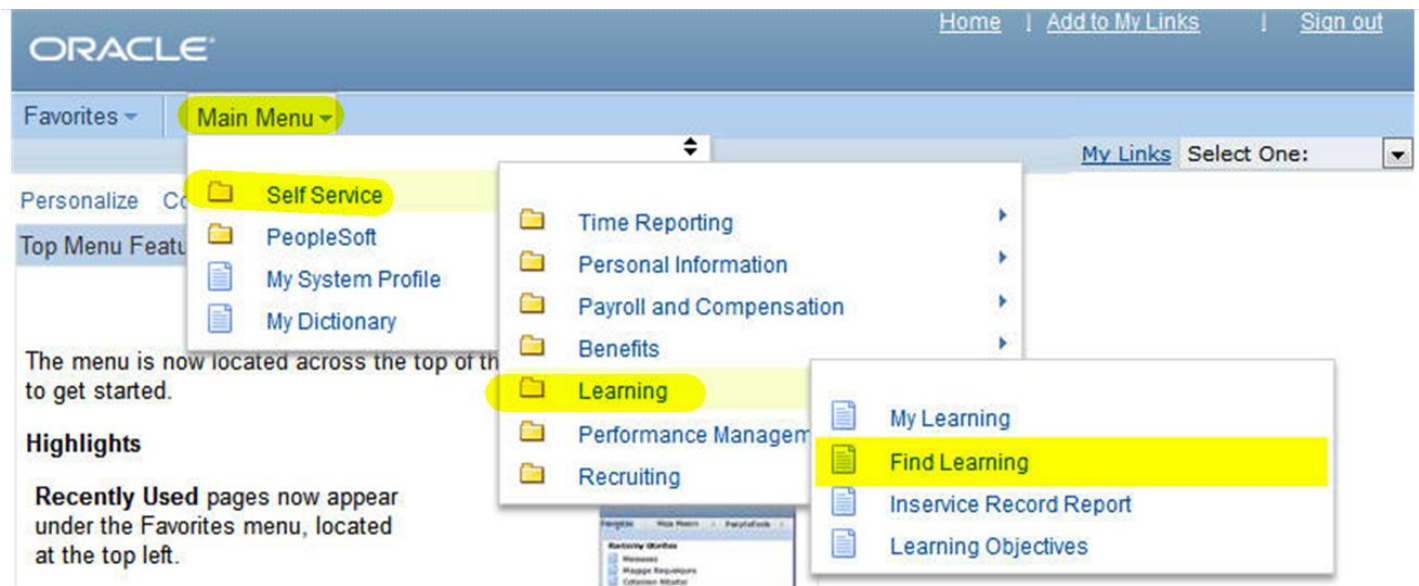 Home | Add to My Links | Sign out
ORACLE
Favorites Main Menu
My Links Select One:
Personalize Co
Top Menu Featu
Self Service
PeopleSoft
My System Profile
My Dictionary
Time Reporting
Personal Information
Payroll and Compensation
Benefits
Learning
Performance Managem
Recruiting
My Learning
Find Learning
Inservice Record Report
Learning Objectives
The menu is now located across the top of th
to get started.
Highlights
Recently Used pages now appear
under the Favorites menu, located
at the top left.